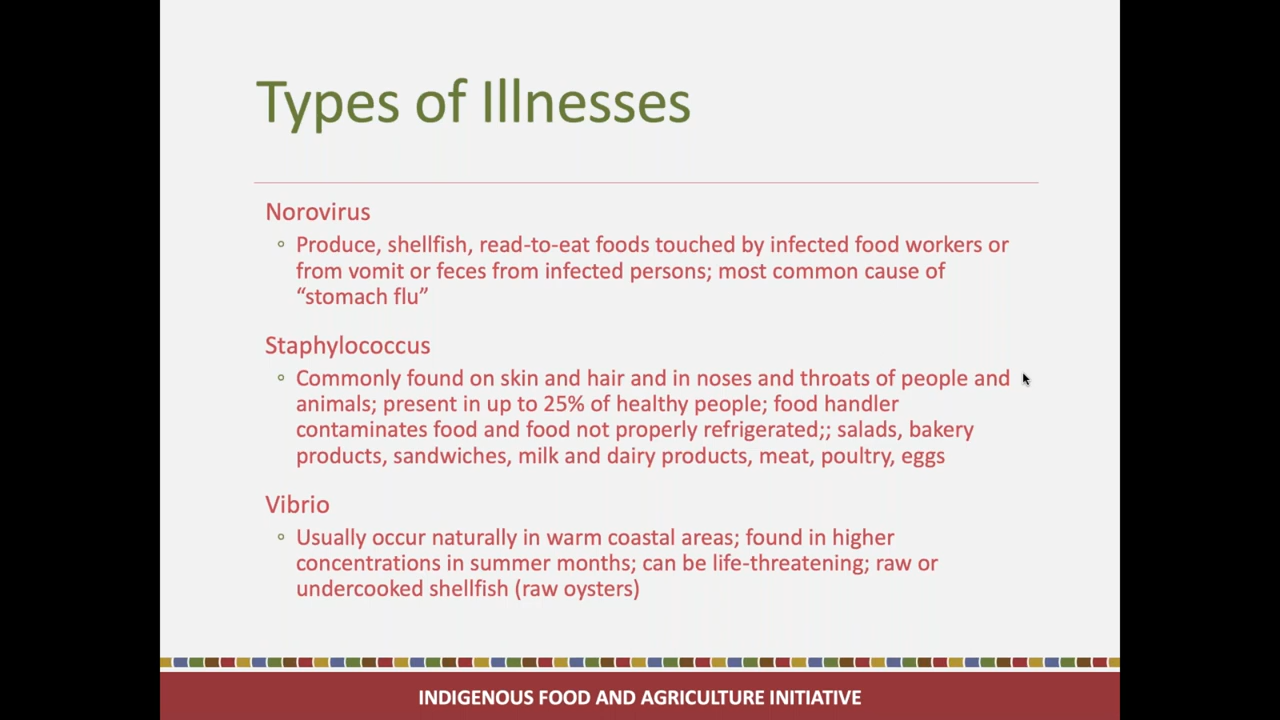 Types of Illnesses
Norovirus
◦ Produce, shellfish, read-to-eat foods touched by infected food workers or
from vomit or feces from infected persons; most common cause of
“stomach flu”
Staphylococcus
◦ Commonly found on skin and hair and in noses and throats of people and
animals; present in up to 25% of healthy people; food handler
contaminates food and food not properly refrigerated;; salads, bakery
products, sandwiches, milk and dairy products, meat, poultry, eggs
Vibrio
◦ Usually occur naturally in warm coastal areas; found in higher
concentrations in summer months; can be life-threatening; raw or
undercooked shellfish (raw oysters)
INDIGENOUS FOOD AND AGRICULTURE INITIATIVE